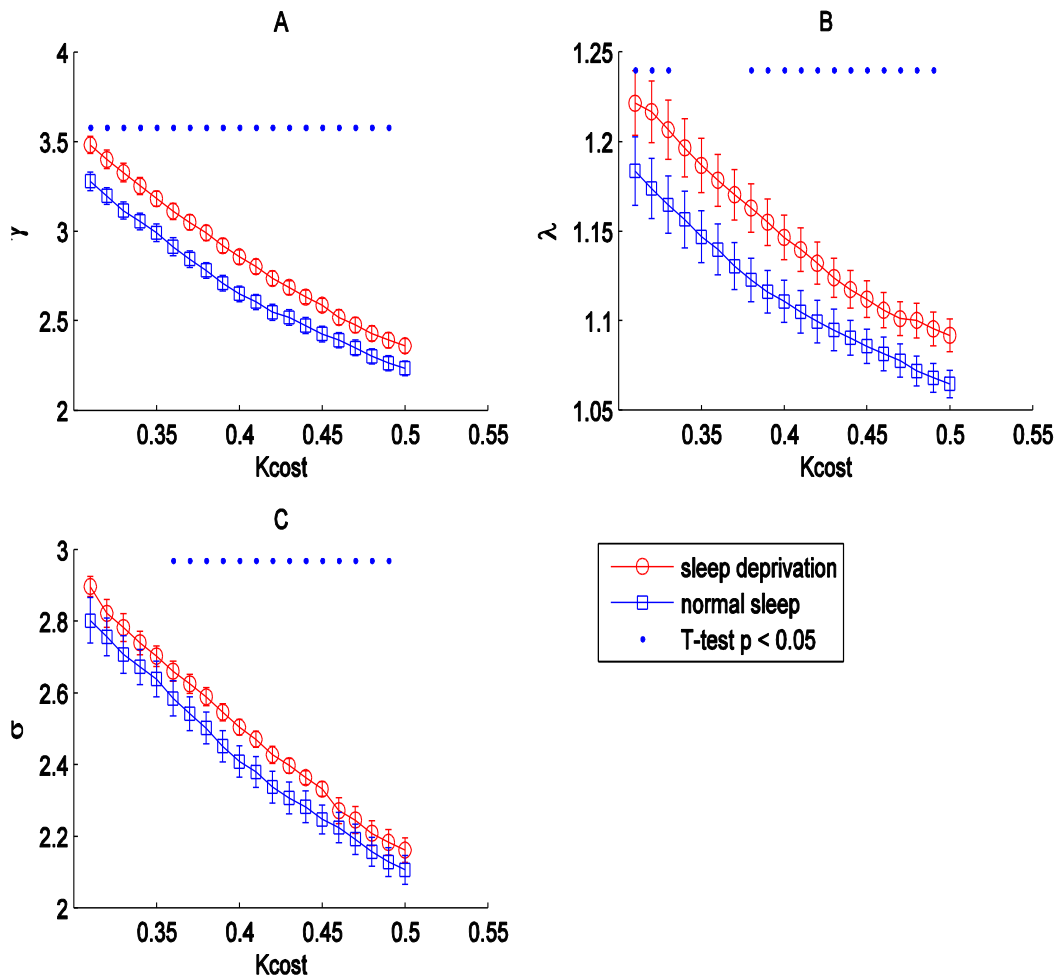 A
4
3.5
3
2.5
2
γ
0.35 0.4 0.45 0.5 0.55
Kcost
B
1.25
1.2
1.15
1.1
1.05
λ
0.35 0.4 0.45 0.5 0.55
Kcost
C
3
2.8
2.6
2.4
2.2
2
σ
0.35 0.4 0.45 0.5 0.55
Kcost
sleep deprivation
normal sleep
T-test p < 0.05